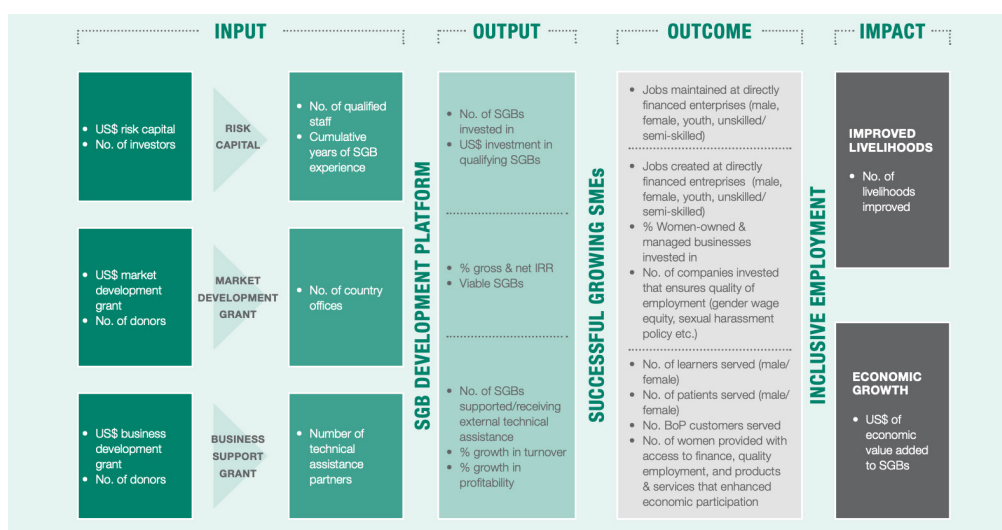 INPUT
OUTPUT
OUTCOME
IMPACT
• US$ risk capital
• No. of investors
RISK
CAPITAL
• No. of qualified
staff
• Cumulative
years of SGB
experience
• US$ market
development
grant
• No. of donors
MARKET
DEVELOPMENT
GRANT
• No. of country
offices
• US$ business
development
grant
• No. of donors
BUSINESS
SUPPORT
GRANT
• Number of
technical
assistance
partners
SGB DEVELOPMENT PLATFORM
• No. of SGBs
invested in
• US$ investment in
qualifying SGBs
• % gross & net IRR
• Viable SGBs
• No. of SGBs
supported/receiving
external technical
assistance
• % growth in turnover
• % growth in
profitability
SUCCESSFUL GROWING SMEs
• Jobs maintained at directly
financed enterprises (male,
female, youth, unskilled/
semi-skilled)
• Jobs created at directly
financed entreprises (male,
female, youth, unskilled/
semi-skilled)
• % Women-owned &
managed businesses
invested in
• No. of companies invested
that ensures quality of
employment (gender wage
equity, sexual harassment
policy etc.)
• No. of learners served (male/
female)
• No. of patients served (male/
female)
• No. BoP customers served
• No. of women provided with
access to finance, quality
employment, and products
& services that enhanced
economic participation
INCLUSIVE EMPLOYMENT
IMPROVED
LIVELIHOODS
• No. of
livelihoods
improved
ECONOMIC
GROWTH
• US$ of
economic
value added
to SGBs